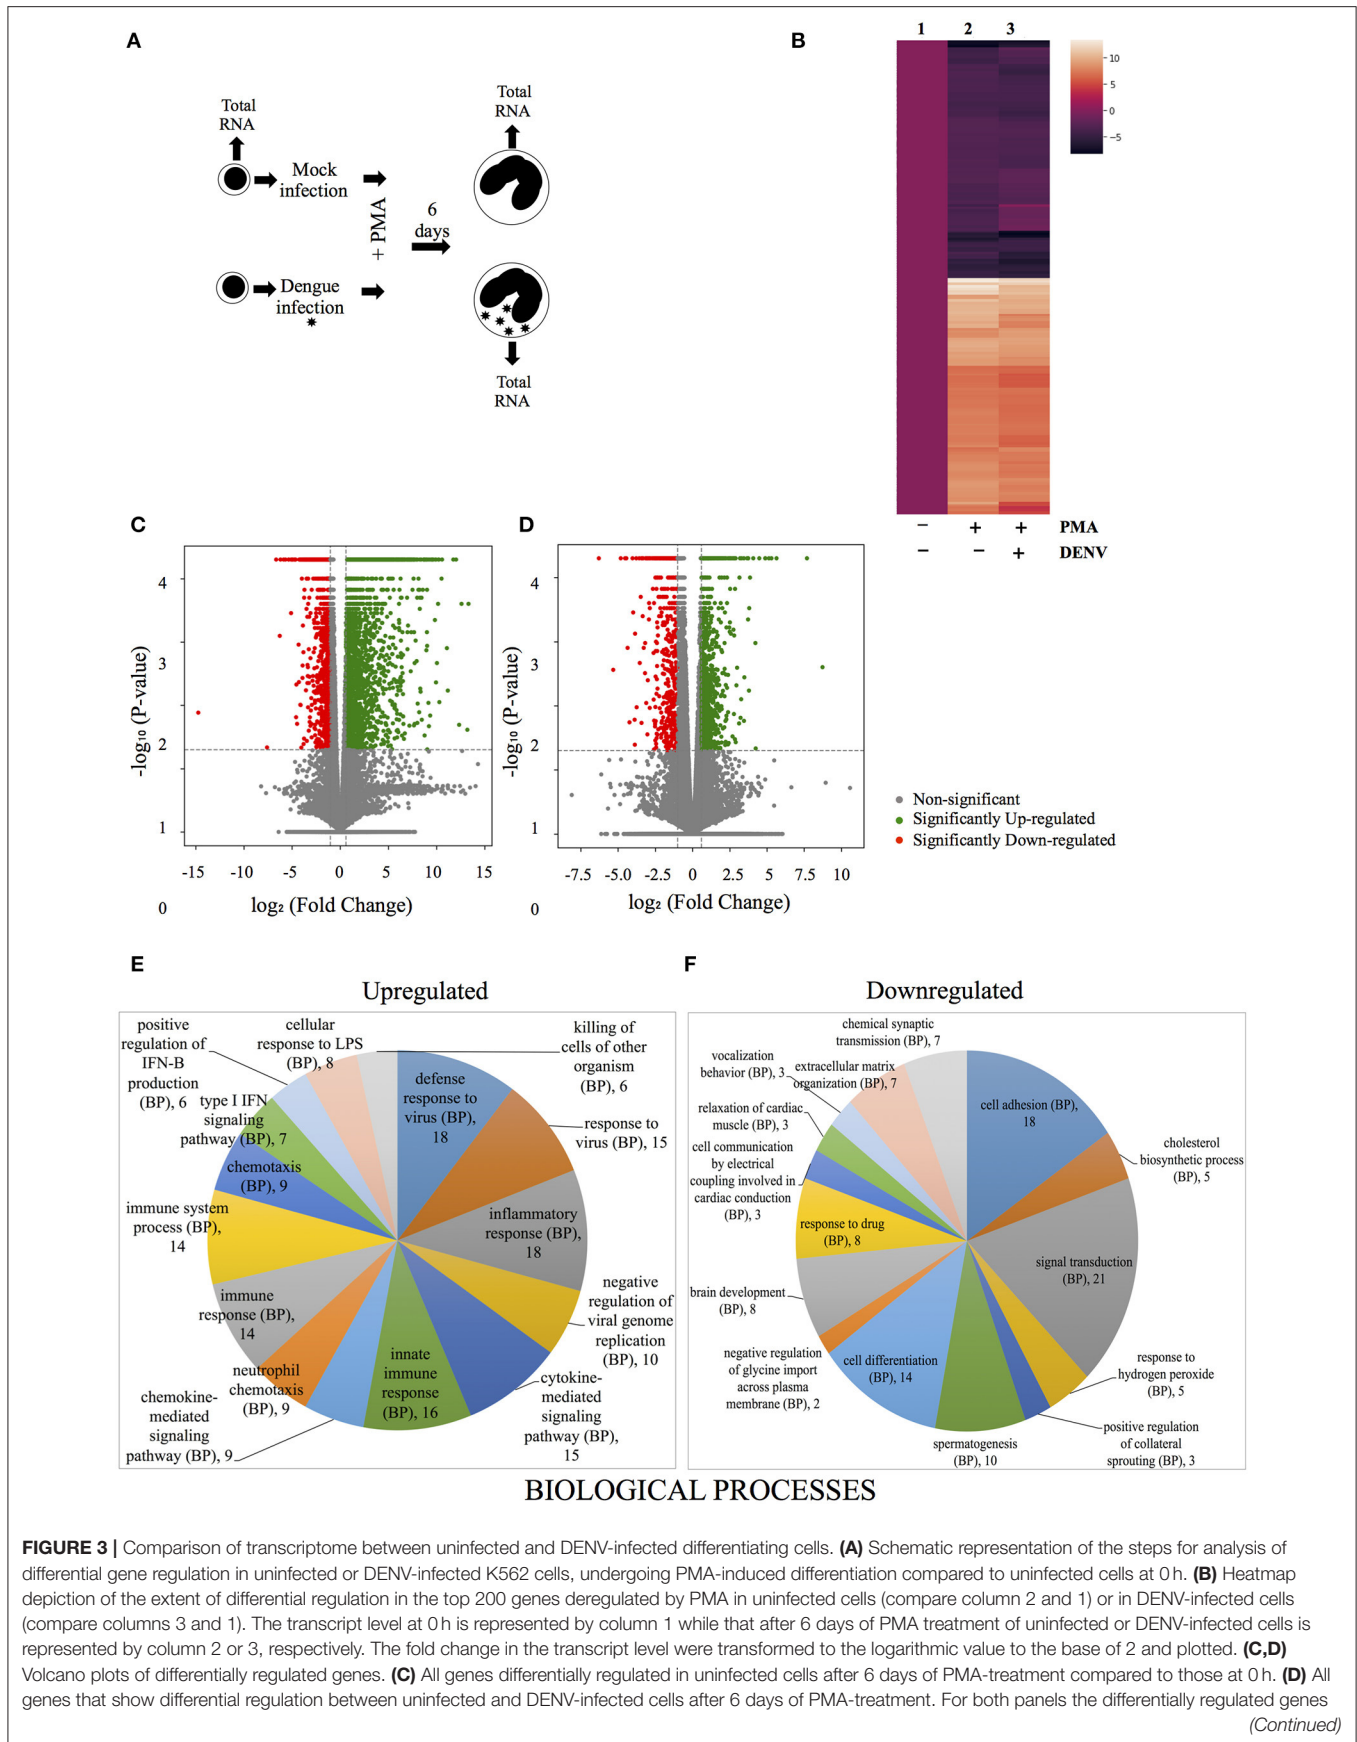 A
Total
RNA
Mock
infection
Dengue
infection
+ PMA
6
days
Total
RNA
Total
RNA
B
1 2 3
10
5
0
−5
− + + PMA
− − + DENV
C
4
3
2
1
0
-log₁₀ (P-value)
-15 -10 -5 0 5 10 15
log₂ (Fold Change)
D
4
3
2
1
0
-log₁₀ (P-value)
-7.5 -5.0 -2.5 0 2.5 5 7.5 10
log₂ (Fold Change)
Non-significant
Significantly Up-regulated
Significantly Down-regulated
E
Upregulated
defense
response to
virus (BP),
18
response to
virus (BP), 15
inflammatory
response (BP),
18
negative
regulation of
viral genome
replication
(BP), 10
cytokine-
mediated
signaling
pathway (BP),
15
innate
immune
response
(BP), 16
chemokine-
mediated
signaling
pathway (BP), 9
neutrophil
chemotaxis
(BP), 9
immune
response (BP),
14
immune system
process (BP),
14
chemotaxis
(BP), 9
type I IFN
signaling
pathway (BP), 7
positive
regulation of
IFN-B
production
(BP), 6
cellular
response to LPS
(BP), 8
killing of
cells of other
organism
(BP), 6
F
Downregulated
cell adhesion (BP),
18
cholesterol
biosynthetic process
(BP), 5
signal transduction
(BP), 21
response to
hydrogen peroxide
(BP), 5
positive regulation
of collateral
sprouting (BP), 3
spermatogenesis
(BP), 10
cell differentiation
(BP), 14
negative regulation
of glycine import
across plasma
membrane (BP), 2
brain development
(BP), 8
response to drug
(BP), 8
cell communication
by electrical
coupling involved in
cardiac conduction
(BP), 3
relaxation of cardiac
muscle (BP), 3
vocalization
behavior (BP), 3
extracellular matrix
organization (BP), 7
chemical synaptic
transmission (BP), 7
BIOLOGICAL PROCESSES
FIGURE 3 | Comparison of transcriptome between uninfected and DENV-infected differentiating cells. (A) Schematic representation of the steps for analysis of
differential gene regulation in uninfected or DENV-infected K562 cells, undergoing PMA-induced differentiation compared to uninfected cells at 0 h. (B) Heatmap
depiction of the extent of differential regulation in the top 200 genes deregulated by PMA in uninfected cells (compare column 2 and 1) or in DENV-infected cells
(compare columns 3 and 1). The transcript level at 0 h is represented by column 1 while that after 6 days of PMA treatment of uninfected or DENV-infected cells is
represented by column 2 or 3, respectively. The fold change in the transcript level were transformed to the logarithmic value to the base of 2 and plotted. (C,D)
Volcano plots of differentially regulated genes. (C) All genes differentially regulated in uninfected cells after 6 days of PMA-treatment compared to those at 0 h. (D) All
genes that show differential regulation between uninfected and DENV-infected cells after 6 days of PMA-treatment. For both panels the differentially regulated genes
(Continued)